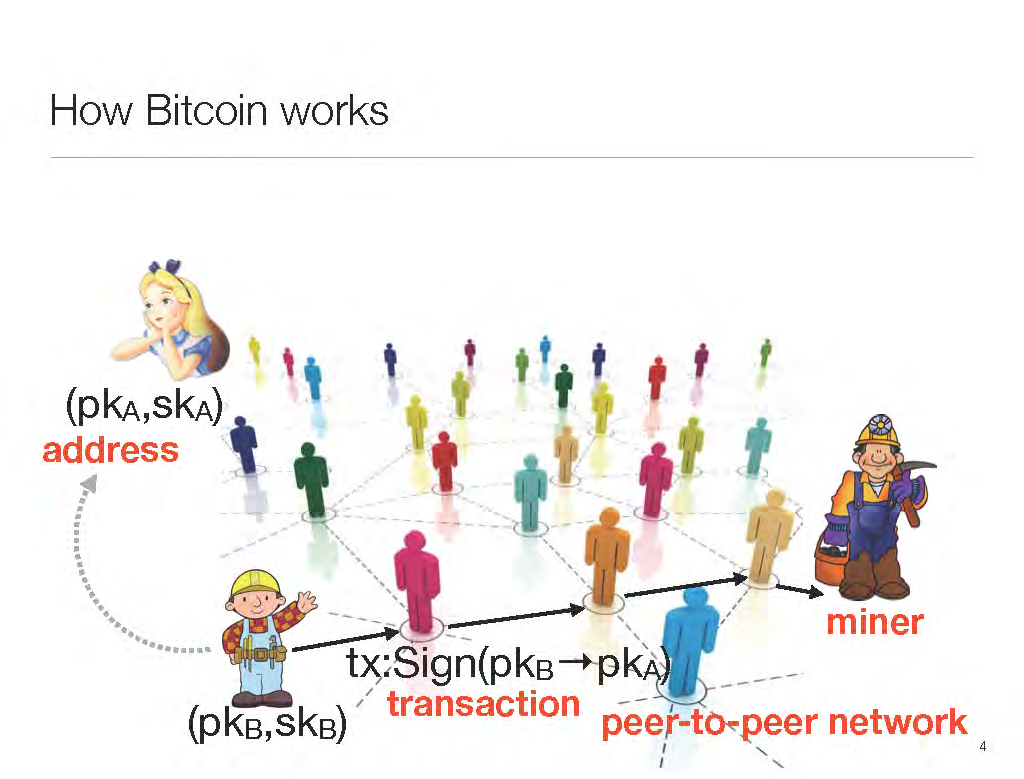 How Bitcoin works
(pkA,skA)
address
miner
tx:Sign(pkB→pkA)
transaction
(pkB,skB)
peer-to-peer network
4